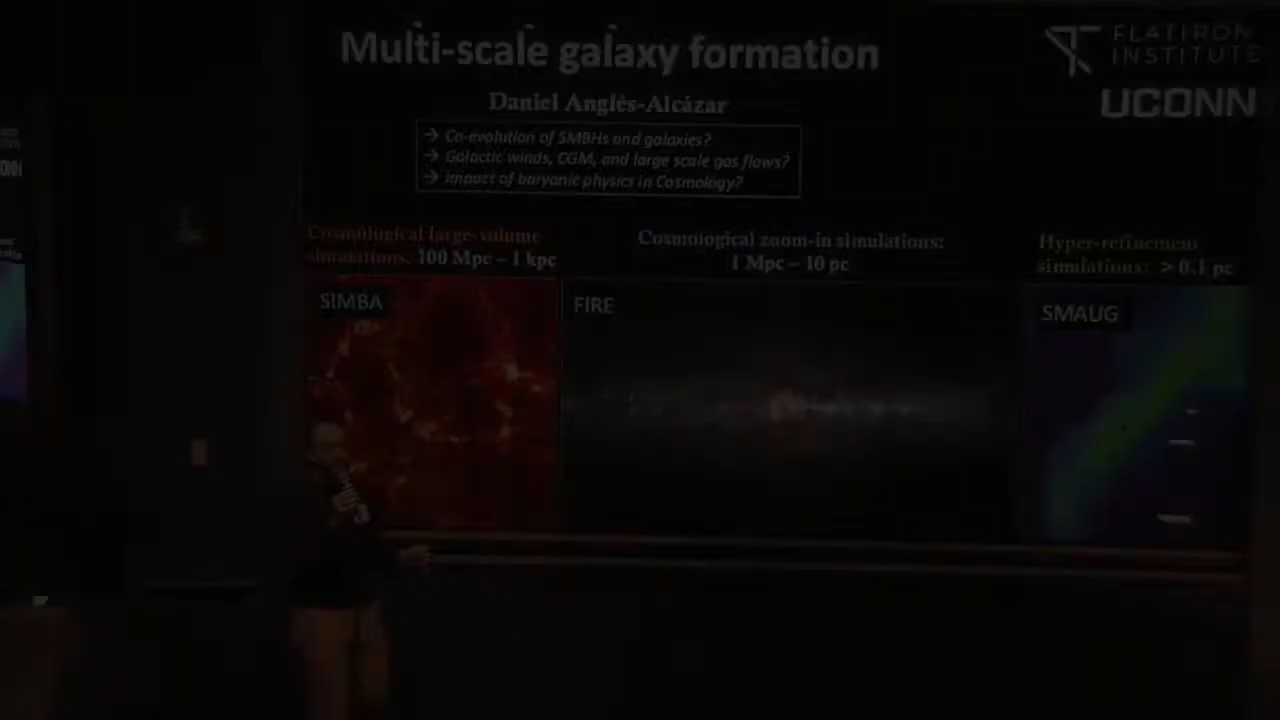 Multi-scale galaxy formation
FLATIRON
INSTITUTE
UCONN
Daniel Anglés-Alcázar
→ Co-evolution of SMBHs and galaxies?
→ Galactic winds, CGM, and large scale gas flows?
→ Impact of baryonic physics in Cosmology?
Cosmological large-volume
simulations: 100 Mpc – 1 kpc
Cosmological zoom-in simulations:
1 Mpc – 10 pc
Hyper-refinement
simulations: > 0.1 pc
SIMBA
FIRE
SMAUG